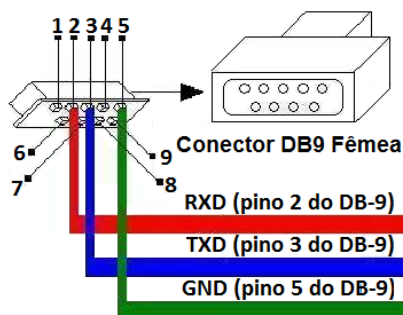 1 2 3 4 5
6
7
8
9
Conector DB9 Fêmea
RXD (pino 2 do DB-9)
TXD (pino 3 do DB-9)
GND (pino 5 do DB-9)